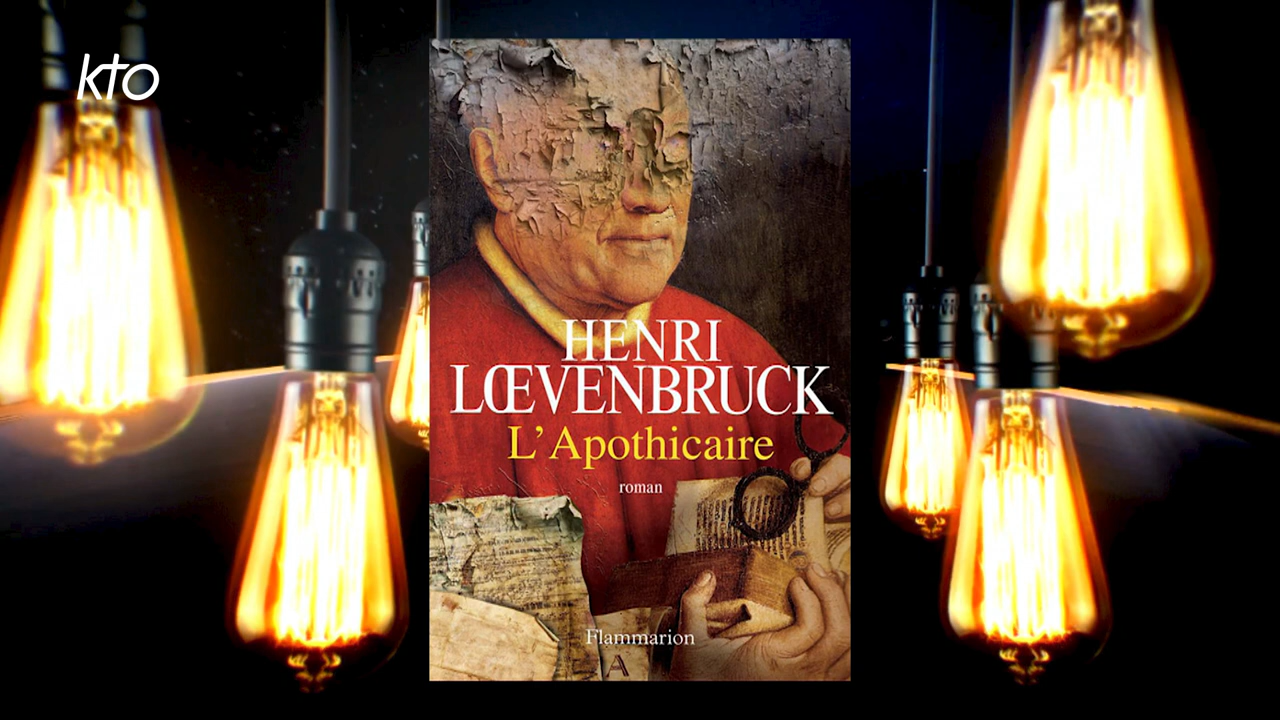 kto
HENRI
LŒVENBRUCK
L'Apothicaire
roman
Flammarion